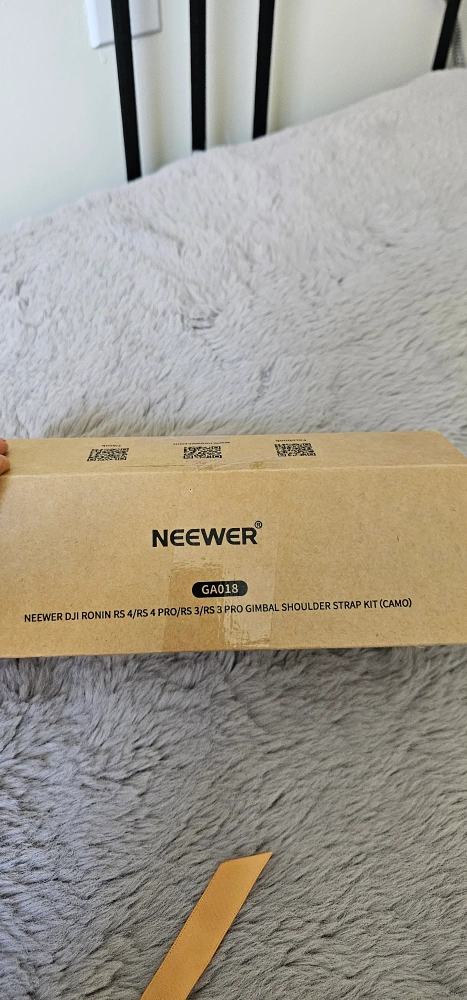 NEEWER®
GA018
NEEWER DJI RONIN RS 4/RS 4 PRO/RS 3/RS 3 PRO GIMBAL SHOULDER STRAP KIT (CAMO)